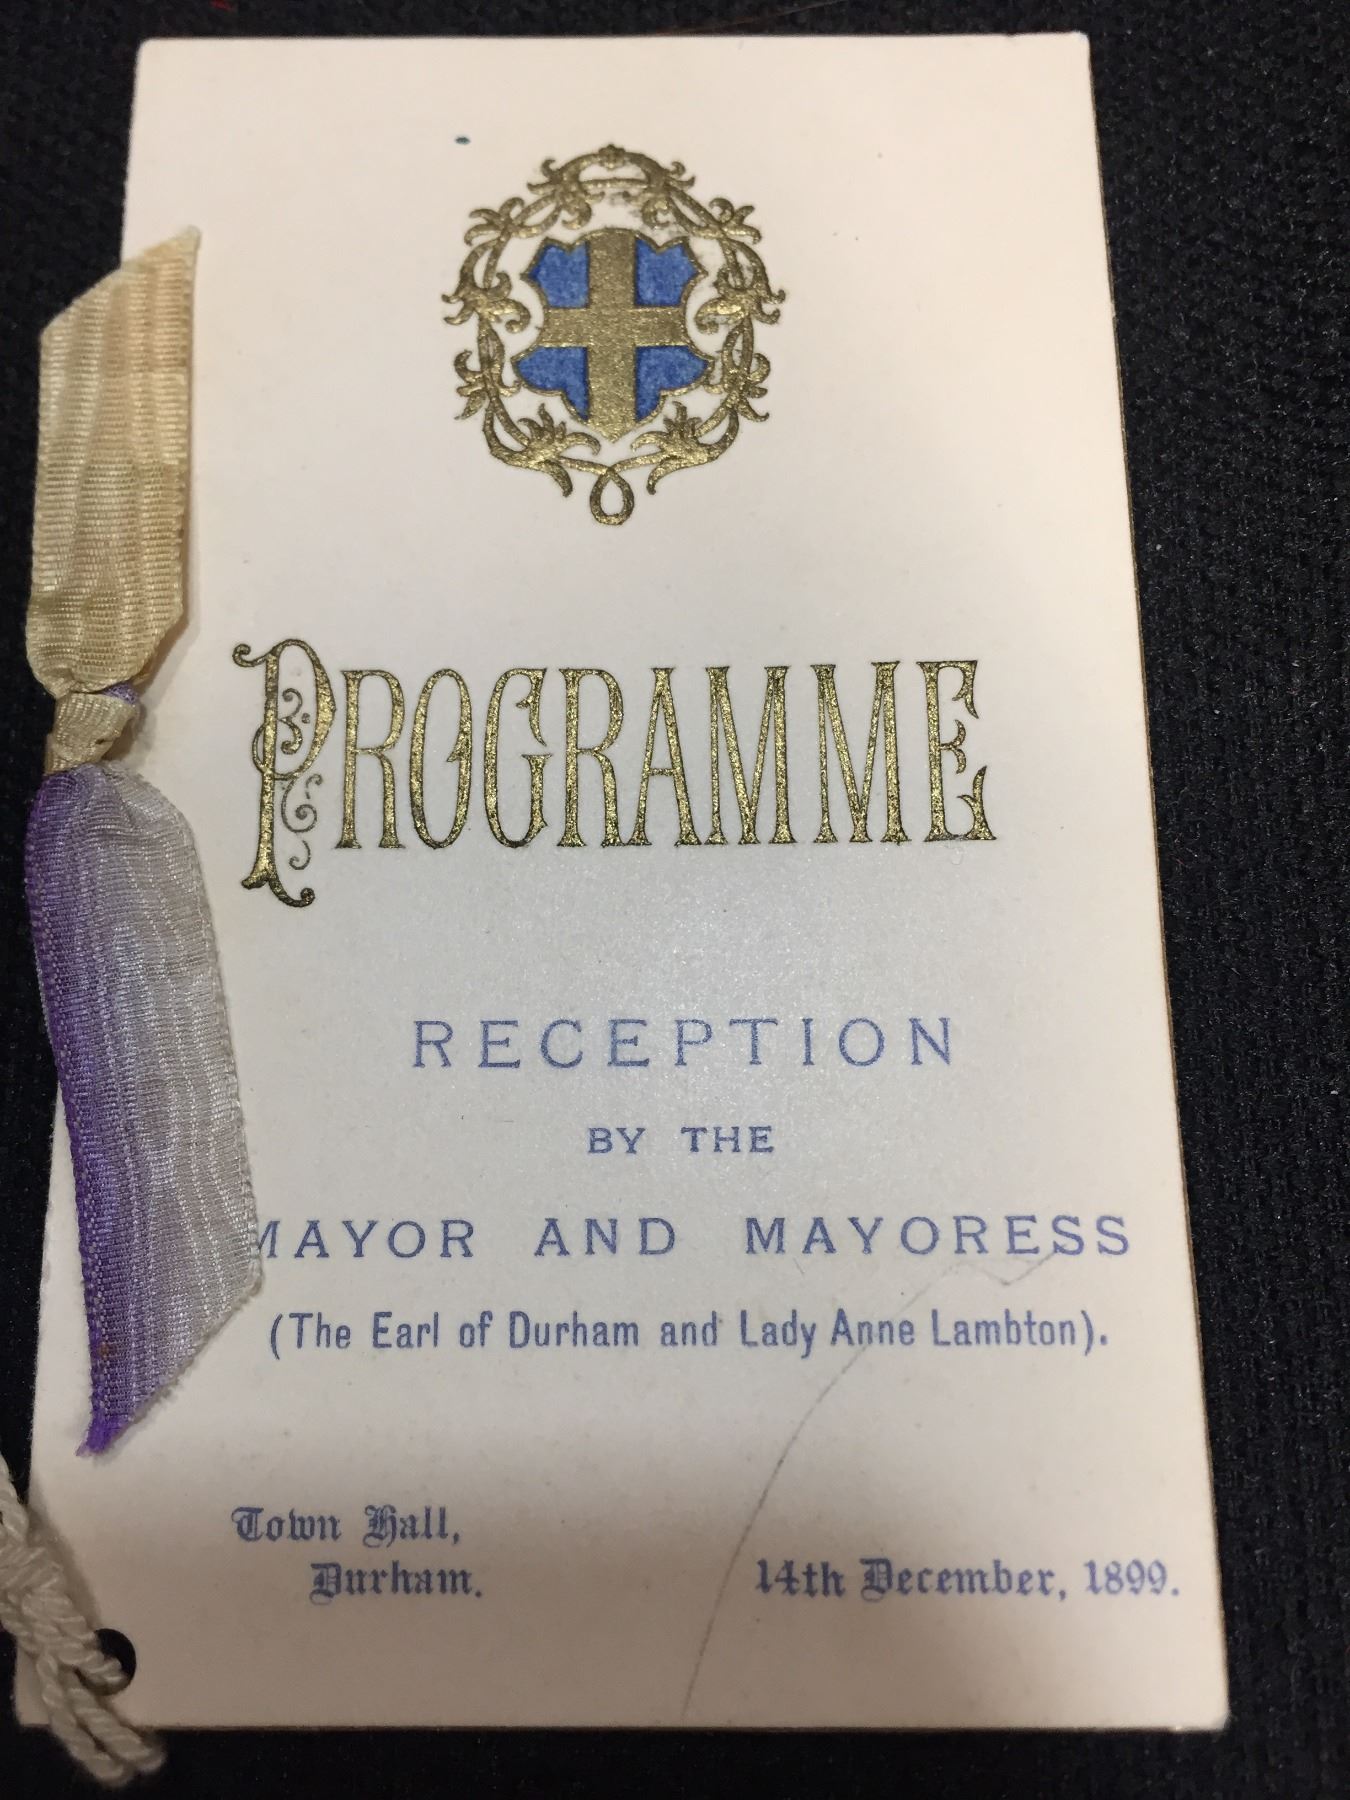 PROGRAMME
RECEPTION
BY THE
MAYOR AND MAYORESS
(The Earl of Durham and Lady Anne Lambton).
Town Hall,
Durham.
14th December, 1899.